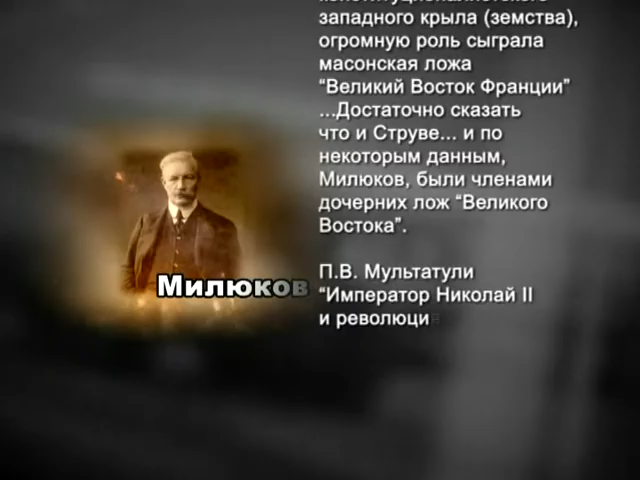 западного крыла (земства),
огромную роль сыграла
масонская ложа
“Великий Восток Франции”
...Достаточно сказать
что и Струве... и по
некоторым данным,
Милюков, были членами
дочерних лож “Великого
Востока”.
П.В. Мультатули
“Император Николай II
и революци
Милюков